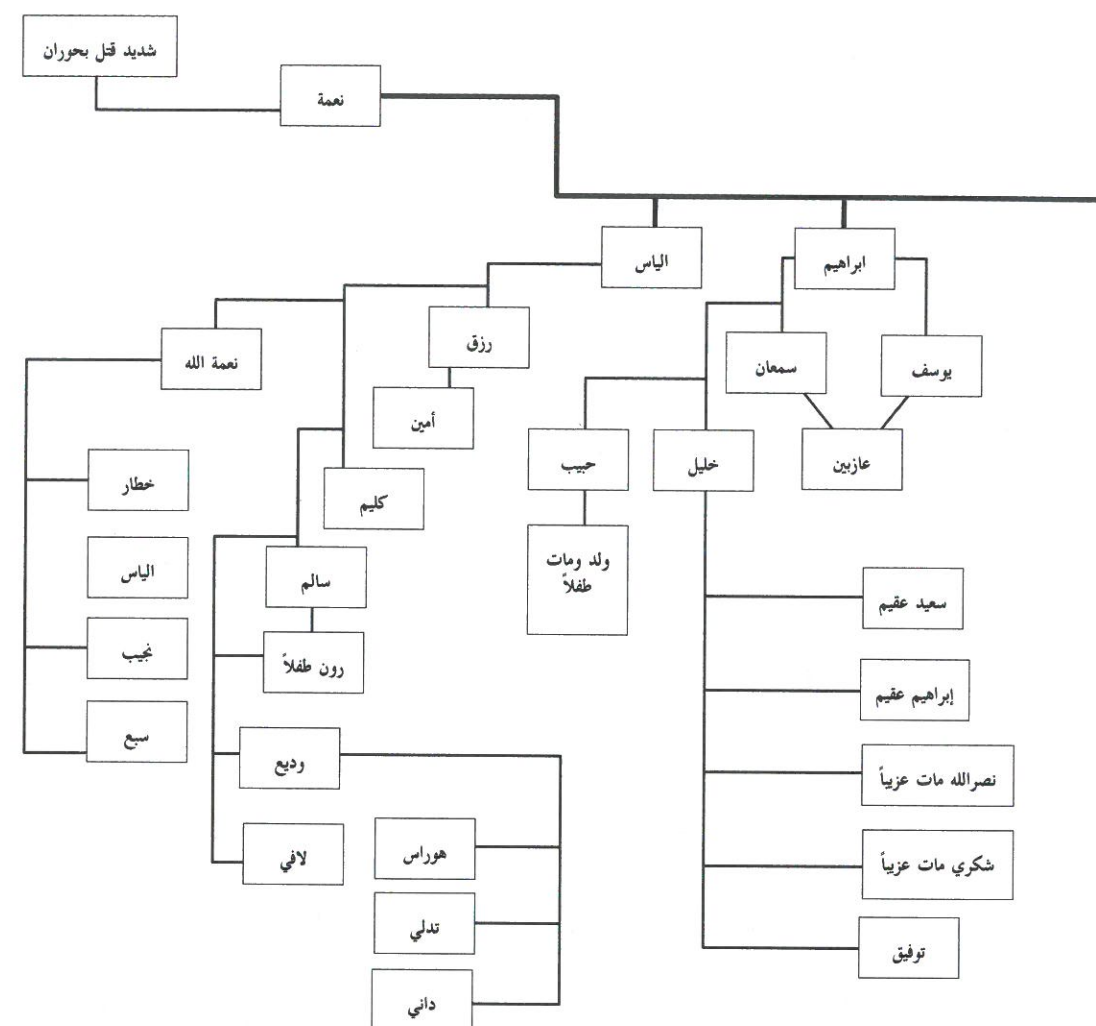 شديد قتل بحوران
نعمة
ابراهيم
الياس
يوسف
سمعان
عازبين
خليل
حبيب
ولد ومات
طفلاً
سعيد عقيم
إبراهيم عقيم
نصرالله مات عزيباً
شكري مات عزيباً
توفيق
رزق
أمين
كليم
سالم
رون طفلاً
وديع
لافي
هوراس
تدلي
داني
نعمة الله
خطار
الياس
نجيب
سبع